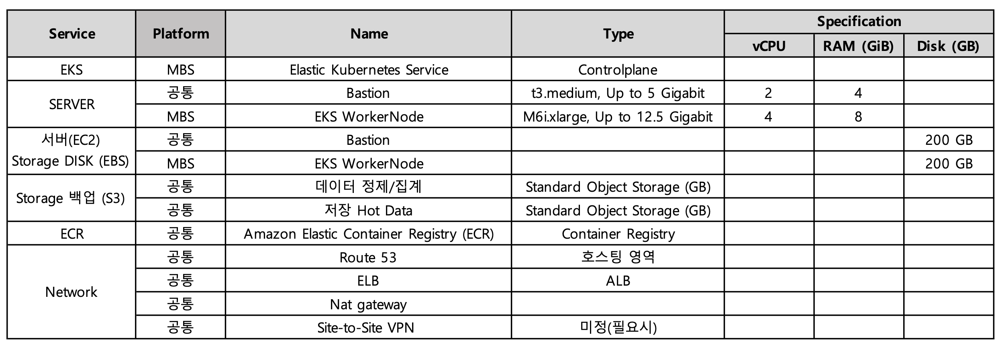 Service Platform Name Type Specification
vCPU RAM (GiB) Disk (GB)
EKS MBS Elastic Kubernetes Service Controlplane
SERVER 공통 Bastion t3.medium, Up to 5 Gigabit 2 4
MBS EKS WorkerNode M6i.xlarge, Up to 12.5 Gigabit 4 8
서버(EC2) 공통 Bastion 200 GB
Storage DISK (EBS) MBS EKS WorkerNode 200 GB
Storage 백업 (S3) 공통 데이터 정제/집계 Standard Object Storage (GB)
공통 저장 Hot Data Standard Object Storage (GB)
ECR 공통 Amazon Elastic Container Registry (ECR) Container Registry
Network 공통 Route 53 호스팅 영역
공통 ELB ALB
공통 Nat gateway
공통 Site-to-Site VPN 미정(필요시)